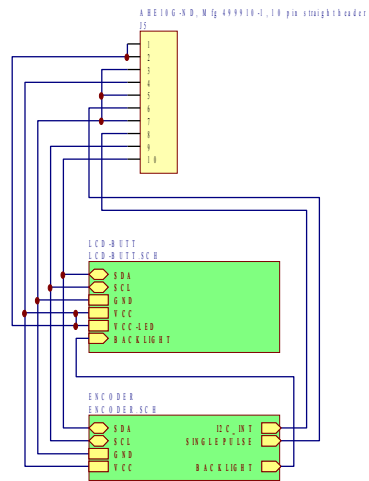 AHE10G-ND, Mfg 499910-1, 10 pin straight header
J5
1
2
3
4
5
6
7
8
9
10
LCD-BUTT
LCD-BUTT.SCH
SDA
SCL
GND
VCC
VCC-LED
BACKLIGHT
ENCODER
ENCODER.SCH
SDA I2C_INT
SCL SINGLEPULSE
GND
VCC BACKLIGHT